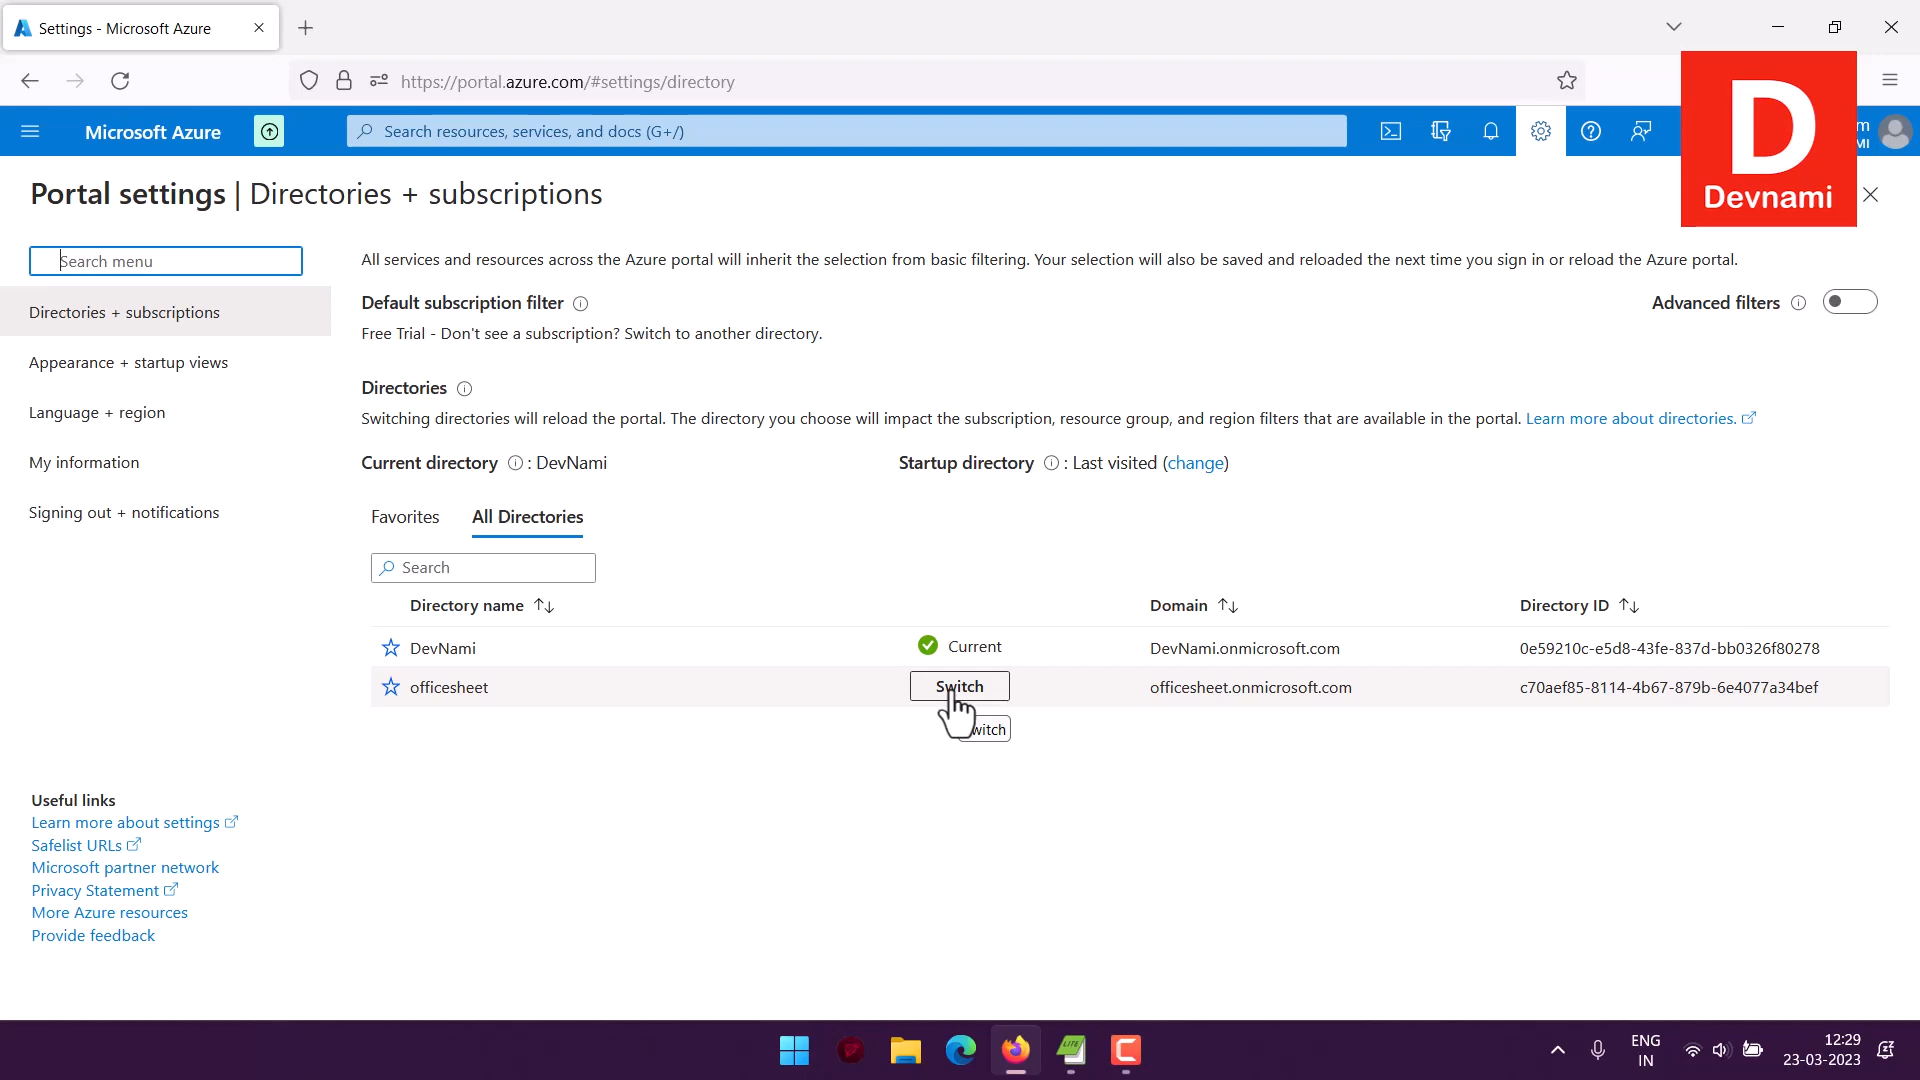 Settings - Microsoft Azure
https://portal.azure.com/#settings/directory
Microsoft Azure
Search resources, services, and docs (G+/)
m
MI
D
Devnami
Portal settings | Directories + subscriptions
Search menu
Directories + subscriptions
Appearance + startup views
Language + region
My information
Signing out + notifications
All services and resources across the Azure portal will inherit the selection from basic filtering. Your selection will also be saved and reloaded the next time you sign in or reload the Azure portal.
Default subscription filter
Advanced filters
Free Trial - Don't see a subscription? Switch to another directory.
Directories
Switching directories will reload the portal. The directory you choose will impact the subscription, resource group, and region filters that are available in the portal. Learn more about directories.
Current directory : DevNami
Startup directory : Last visited (change)
Favorites
All Directories
Search
Directory name
Domain
Directory ID
DevNami
Current
DevNami.onmicrosoft.com
0e59210c-e5d8-43fe-837d-bb0326f80278
officesheet
Switch
officesheet.onmicrosoft.com
c70aef85-8114-4b67-879b-6e4077a34bef
witch
Useful links
Learn more about settings
Safelist URLs
Microsoft partner network
Privacy Statement
More Azure resources
Provide feedback
LITE
ENG
IN
12:29
23-03-2023